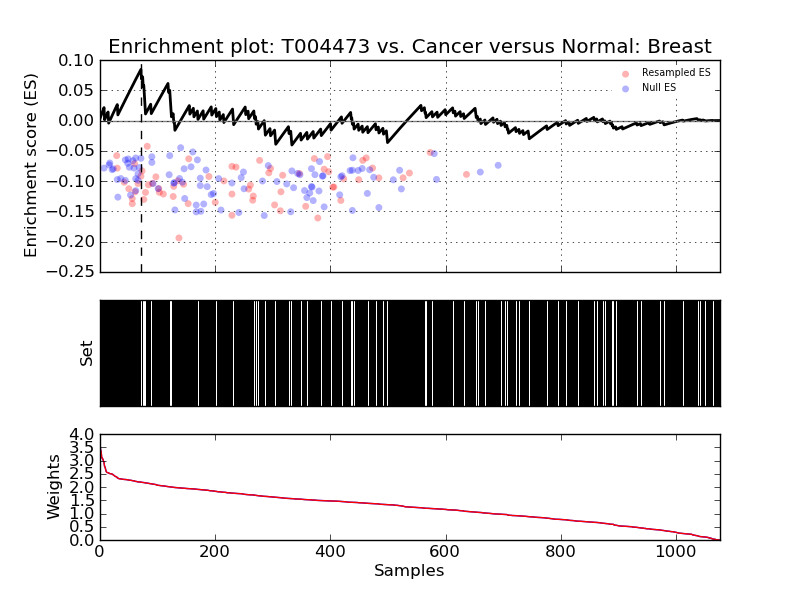 Enrichment plot: T004473 vs. Cancer versus Normal: Breast
Enrichment score (ES)
0.10
0.05
0.00
−0.05
−0.10
−0.15
−0.20
−0.25
Resampled ES
Null ES
Set
Weights
4.0
3.5
3.0
2.5
2.0
1.5
1.0
0.5
0.0
0 200 400 600 800 1000
Samples